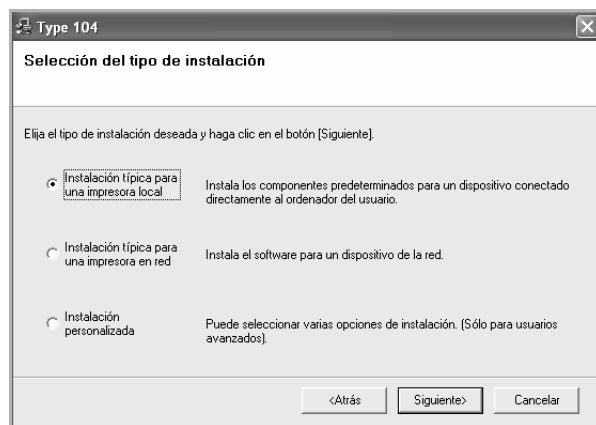 Type 104
Selección del tipo de instalación
Elija el tipo de instalación deseada y haga clic en el botón [Siguiente].
Instalación típica para
una impresora local
Instala los componentes predeterminados para un dispositivo conectado
directamente al ordenador del usuario.
Instalación típica para
una impresora en red
Instala el software para un dispositivo de la red.
Instalación
personalizada
Puede seleccionar varias opciones de instalación. (Sólo para usuarios
avanzados).
<Atrás
Siguiente>
Cancelar